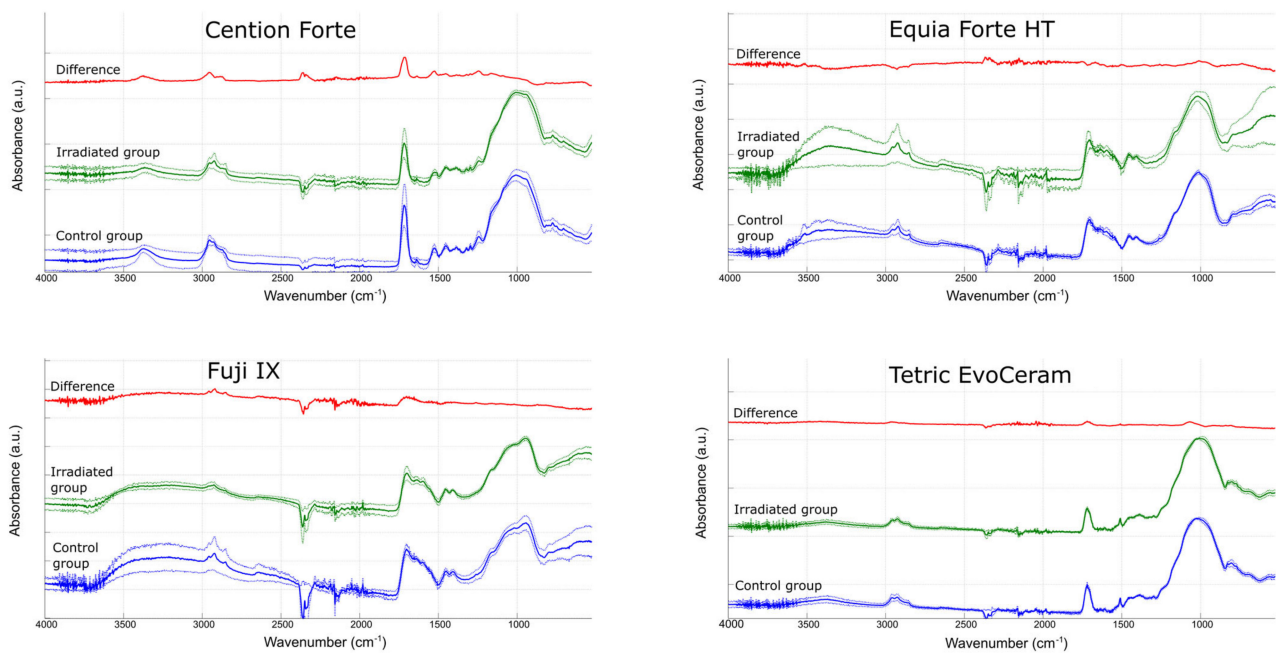 Cention Forte
Absorbance (a.u.)
Difference
Irradiated group
Control group
4000 3500 3000 2500 2000 1500 1000
Wavenumber (cm⁻¹)
Equia Forte HT
Absorbance (a.u.)
Difference
Irradiated
group
Control
group
4000 3500 3000 2500 2000 1500 1000
Wavenumber (cm⁻¹)
Fuji IX
Absorbance (a.u.)
Difference
Irradiated
group
Control
group
4000 3500 3000 2500 2000 1500 1000
Wavenumber (cm⁻¹)
Tetric EvoCeram
Absorbance (a.u.)
Difference
Irradiated group
Control group
4000 3500 3000 2500 2000 1500 1000
Wavenumber (cm⁻¹)